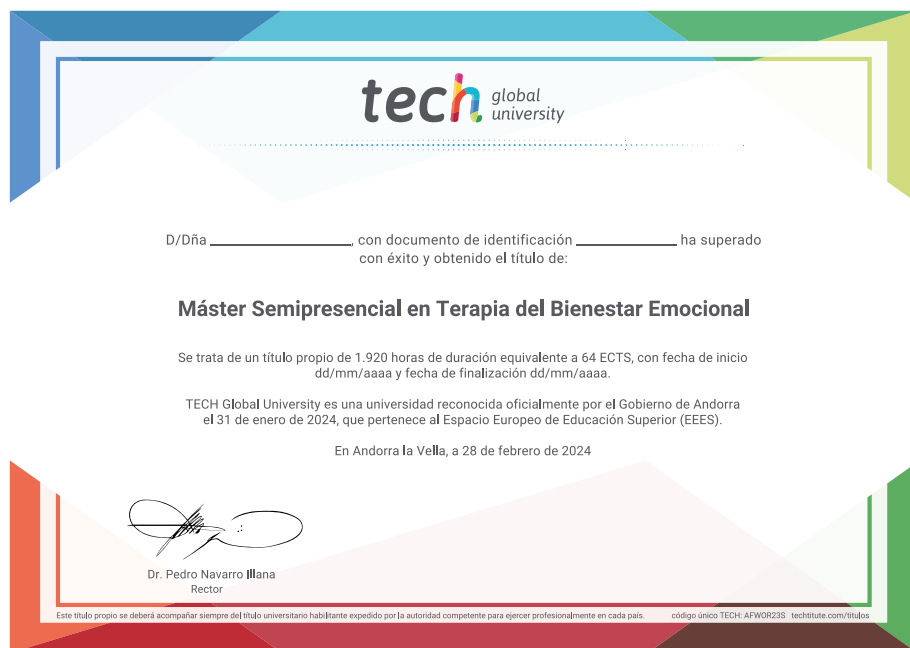 tech global university
D/Dña ____________, con documento de identificación ____________ ha superado
con éxito y obtenido el título de:
Máster Semipresencial en Terapia del Bienestar Emocional
Se trata de un título propio de 1.920 horas de duración equivalente a 64 ECTS, con fecha de inicio
dd/mm/aaaa y fecha de finalización dd/mm/aaaa.
TECH Global University es una universidad reconocida oficialmente por el Gobierno de Andorra
el 31 de enero de 2024, que pertenece al Espacio Europeo de Educación Superior (EEES).
En Andorra la Vella, a 28 de febrero de 2024
Dr. Pedro Navarro Illana
Rector
Este título propio se deberá acompañar siempre del título universitario habilitante expedido por la autoridad competente para ejercer profesionalmente en cada país. código único TECH: AFWOR23S techtitute.com/titulos